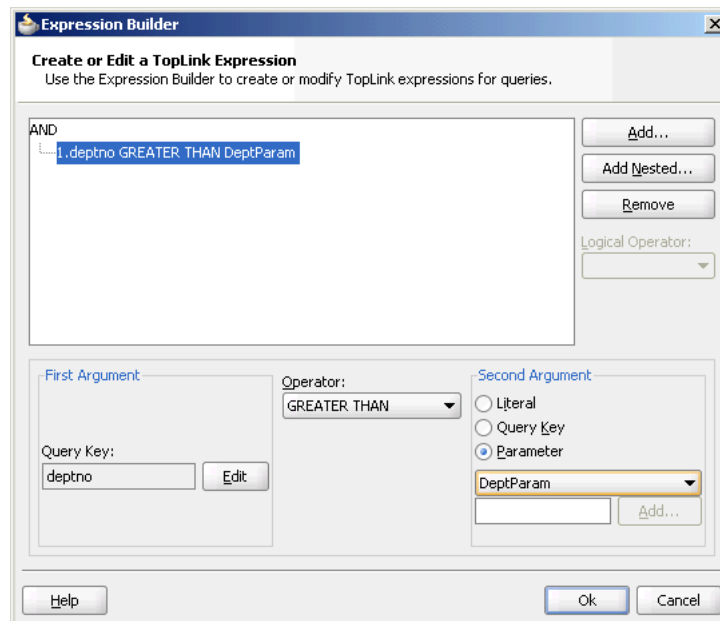 Expression Builder
Create or Edit a TopLink Expression
Use the Expression Builder to create or modify TopLink expressions for queries.
AND
1.deptno GREATER THAN DeptParam
Add...
Add Nested...
Remove
Logical Operator:
First Argument
Query Key:
deptno
Edit
Operator:
GREATER THAN
Second Argument
Literal
Query Key
Parameter
DeptParam
Add...
Help
Ok
Cancel